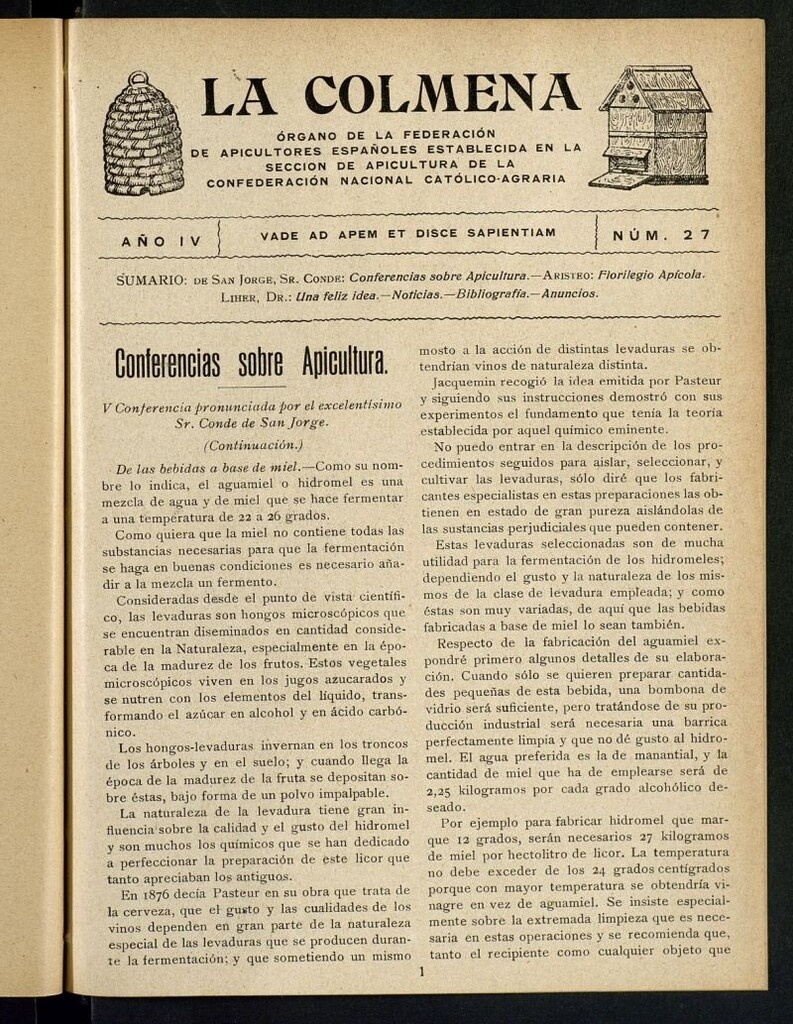 LA COLMENA
ÓRGANO DE LA FEDERACIÓN
DE APICULTORES ESPAÑOLES ESTABLECIDA EN LA
SECCION DE APICULTURA DE LA
CONFEDERACIÓN NACIONAL CATÓLICO-AGRARIA
AÑO IV
VADE AD APEM ET DISCE SAPIENTIAM
NÚM. 27
SUMARIO: DE SAN JORGE, SR. CONDE: Conferencias sobre Apicultura.—ARISTEO: Florilegio Apícola.
LIHER, DR.: Una feliz idea.—Noticias.—Bibliografía.—Anuncios.
Conferencias sobre Apicultura.
V Conferencia pronunciada por el excelentísimo
Sr. Conde de San Jorge.
(Continuación.)
De las bebidas a base de miel.—Como su nom-
bre lo indica, el aguamiel o hidromel es una
mezcla de agua y de miel que se hace fermentar
a una temperatura de 22 a 26 grados.
Como quiera que la miel no contiene todas las
substancias necesarias para que la fermentación
se haga en buenas condiciones es necesario aña-
dir a la mezcla un fermento.
Consideradas desde el punto de vista científi-
co, las levaduras son hongos microscópicos que
se encuentran diseminados en cantidad conside-
rable en la Naturaleza, especialmente en la épo-
ca de la madurez de los frutos. Estos vegetales
microscópicos viven en los jugos azucarados y
se nutren con los elementos del líquido, trans-
formando el azúcar en alcohol y en ácido carbó-
nico.
Los hongos-levaduras invernan en los troncos
de los árboles y en el suelo; y cuando llega la
época de la madurez de la fruta se depositan so-
bre éstas, bajo forma de un polvo impalpable.
La naturaleza de la levadura tiene gran in-
fluencia sobre la calidad y el gusto del hidromel
y son muchos los químicos que se han dedicado
a perfeccionar la preparación de este licor que
tanto apreciaban los antiguos.
En 1876 decía Pasteur en su obra que trata de
la cerveza, que el gusto y las cualidades de los
vinos dependen en gran parte de la naturaleza
especial de las levaduras que se producen duran-
te la fermentación; y que sometiendo un mismo
mosto a la acción de distintas levaduras se ob-
tendrían vinos de naturaleza distinta.
Jacquemin recogió la idea emitida por Pasteur
y siguiendo sus instrucciones demostró con sus
experimentos el fundamento que tenía la teoría
establecida por aquel químico eminente.
No puedo entrar en la descripción de los pro-
cedimientos seguidos para aislar, seleccionar, y
cultivar las levaduras, sólo diré que los fabri-
cantes especialistas en estas preparaciones las ob-
tienen en estado de gran pureza aislándolas de
las sustancias perjudiciales que pueden contener.
Estas levaduras seleccionadas son de mucha
utilidad para la fermentación de los hidromeles;
dependiendo el gusto y la naturaleza de los mis-
mos de la clase de levadura empleada; y como
éstas son muy variadas, de aquí que las bebidas
fabricadas a base de miel lo sean también.
Respecto de la fabricación del aguamiel ex-
pondré primero algunos detalles de su elabora-
ción. Cuando sólo se quieren preparar cantida-
des pequeñas de esta bebida, una bombona de
vidrio será suficiente, pero tratándose de su pro-
ducción industrial será necesaria una barrica
perfectamente limpia y que no dé gusto al hidro-
mel. El agua preferida es la de manantial, y la
cantidad de miel que ha de emplearse será de
2,25 kilogramos por cada grado alcohólico de-
seado.
Por ejemplo para fabricar hidromel que mar-
que 12 grados, serán necesarios 27 kilogramos
de miel por hectolitro de licor. La temperatura
no debe exceder de los 24 grados centígrados
porque con mayor temperatura se obtendría vi-
nagre en vez de aguamiel. Se insiste especial-
mente sobre la extremada limpieza que es nece-
saria en estas operaciones y se recomienda que,
tanto el recipiente como cualquier objeto que
1